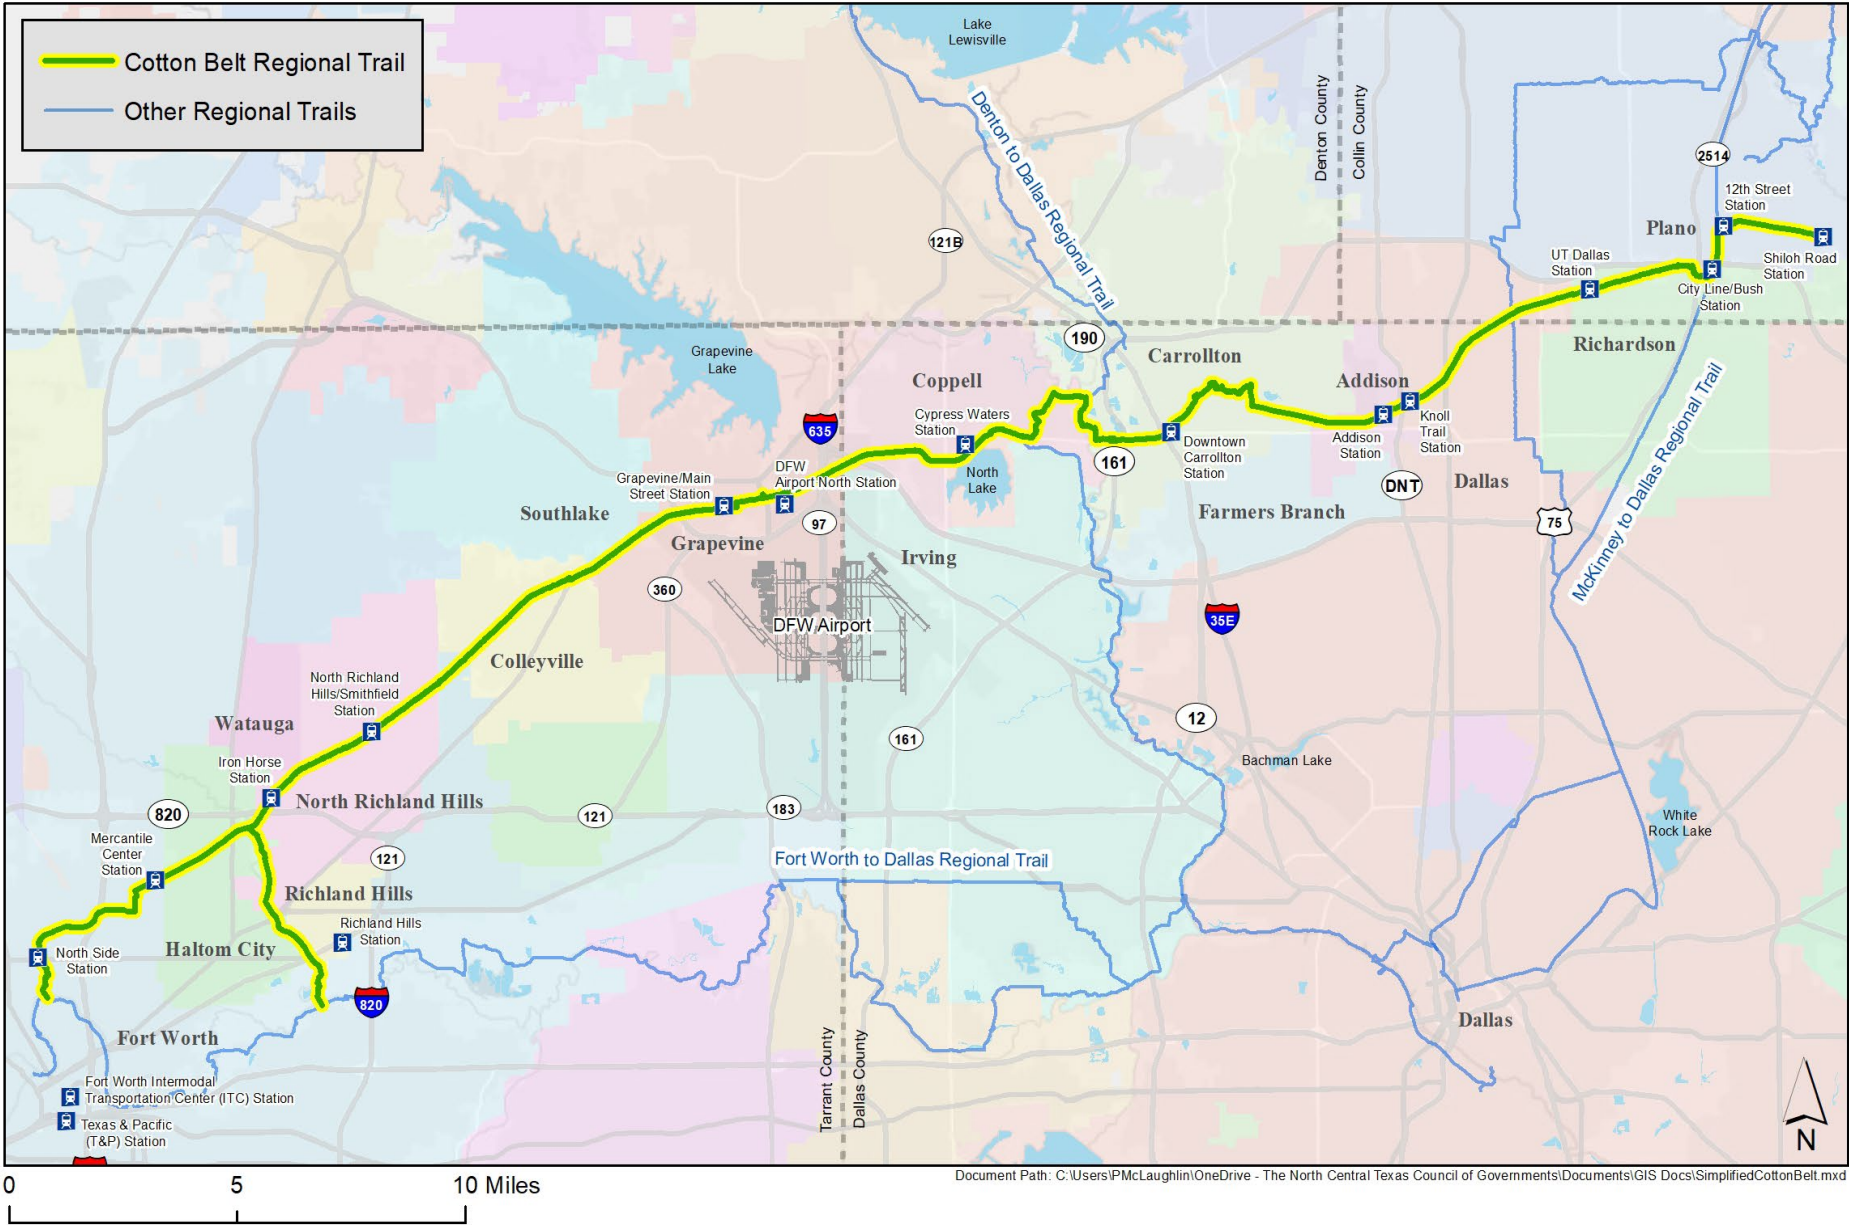 Cotton Belt Regional Trail
Other Regional Trails
Lake
Lewisville
Denton to Dallas Regional Trail
Denton County
Collin County
2514
12th Street
Station
Plano
121B
UT Dallas
Station
Shiloh Road
Station
City Line/Bush
Station
190
Carrollton
Richardson
Grapevine
Lake
Coppell
Addison
McKinney to Dallas Regional Trail
635
Cypress Waters
Station
Downtown
Carrollton
Station
Addison
Station
Knoll
Trail
Station
161
DFW
Airport North Station
North
Lake
Grapevine/Main
Street Station
DNT
Dallas
Southlake
97
Farmers Branch
75
Grapevine
Irving
360
DFW Airport
35E
Colleyville
North Richland
Hills/Smithfield
Station
Watauga
12
161
Bachman Lake
Iron Horse
Station
North Richland Hills
820
121
183
White
Rock Lake
Mercantile
Center
Station
121
Fort Worth to Dallas Regional Trail
Richland Hills
Richland Hills
Station
Haltom City
North Side
Station
820
Fort Worth
Dallas
Tarrant County
Dallas County
Fort Worth Intermodal
Transportation Center (ITC) Station
Texas & Pacific
(T&P) Station
N
Document Path: C:\Users\PMcLaughlin\OneDrive - The North Central Texas Council of Governments\Documents\GIS Docs\SimplifiedCottonBelt.mxd
0 5 10 Miles